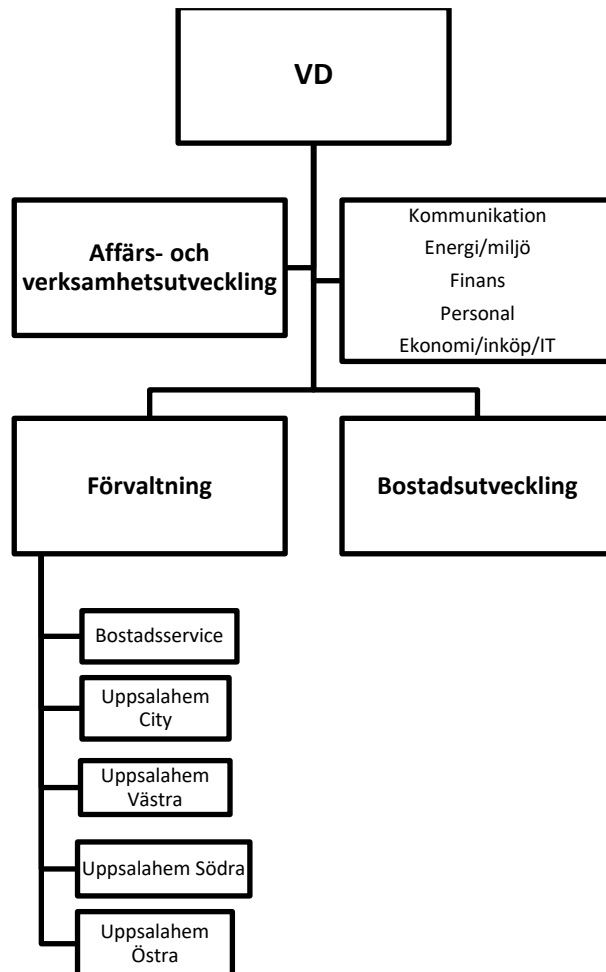 VD
Affärs- och
verksamhetsutveckling
Kommunikation
Energi/miljö
Finans
Personal
Ekonomi/inköp/IT
Förvaltning
Bostadsutveckling
Bostadsservice
Uppsalahem
City
Uppsalahem
Västra
Uppsalahem Södra
Uppsalahem
Östra